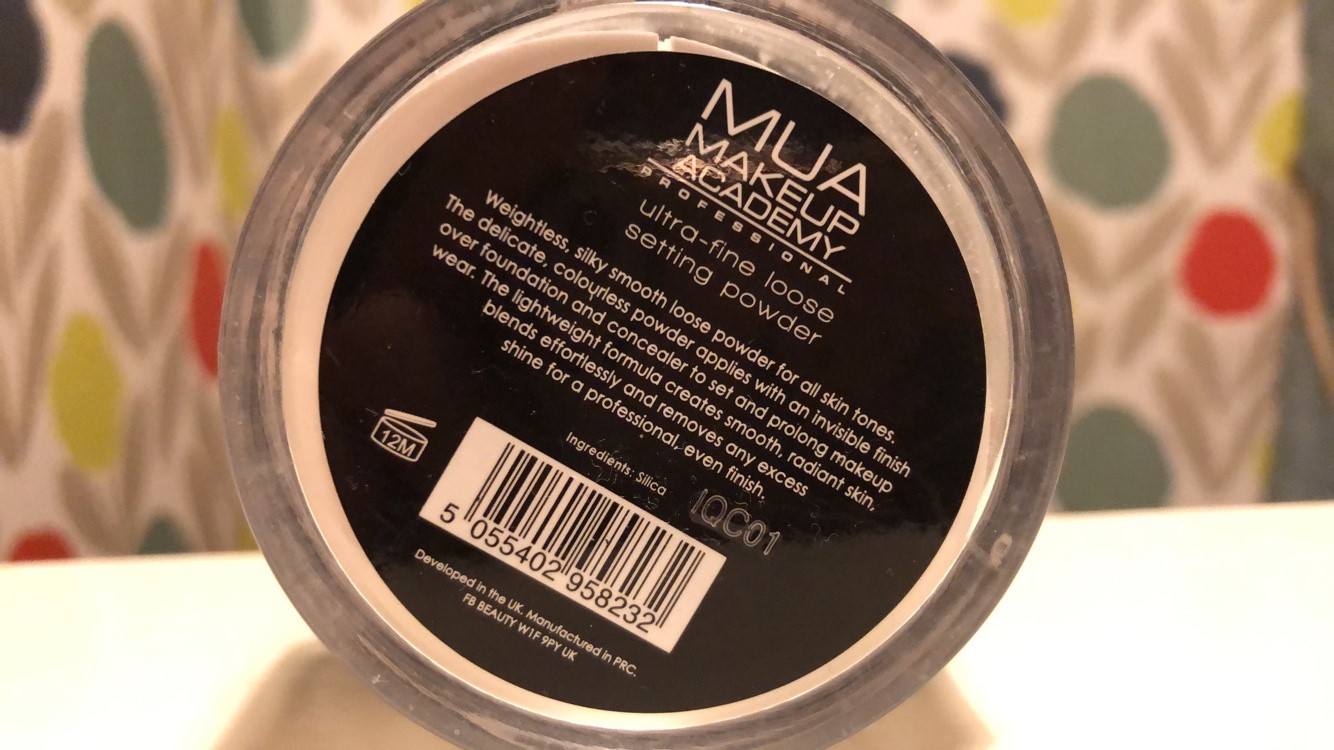 MUA
MAKEUP
ACADEMY
PROFESSIONAL
ultra-fine loose
setting powder
Weightless, silky smooth loose powder for all skin tones.
The delicate, colourless powder applies with an invisible finish
over foundation and concealer to set and prolong makeup
wear. The lightweight formula creates smooth, radiant skin,
blends effortlessly and removes any excess
shine for a professional, even finish.
Ingredients: Silica
IQC01
12M
5 055402 958232
Developed in the UK, Manufactured in PRC.
FB BEAUTY W1F 9PY UK